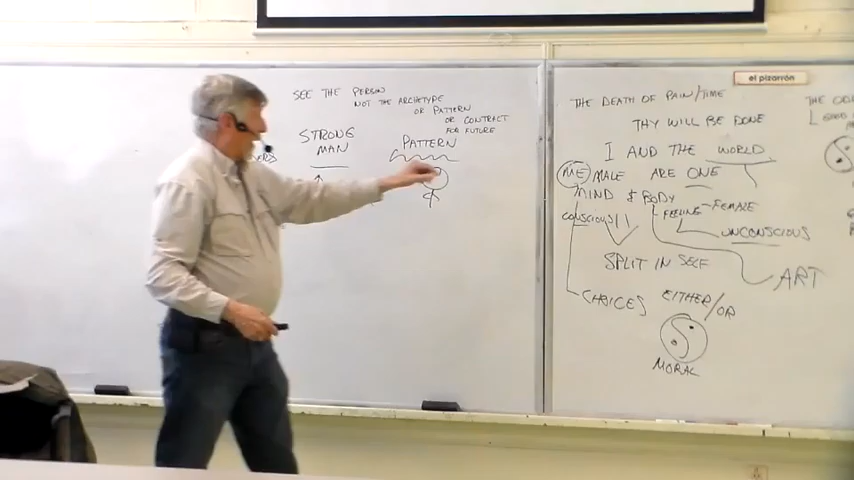 SEE THE PERSON
NOT THE ARCHETYPE
OR PATTERN
OR CONTRACT
FOR FUTURE
STRONG
MAN
PATTERN
el pizarrón
THE DEATH OF PAIN/TIME
THY WILL BE DONE
I AND THE WORLD
ME MALE ARE ONE
MIND & BODY
CONSCIOUS
FEELING-FEMALE
UNCONSCIOUS
SPLIT IN SELF
ART
CHOICES EITHER/OR
MORAL
THE